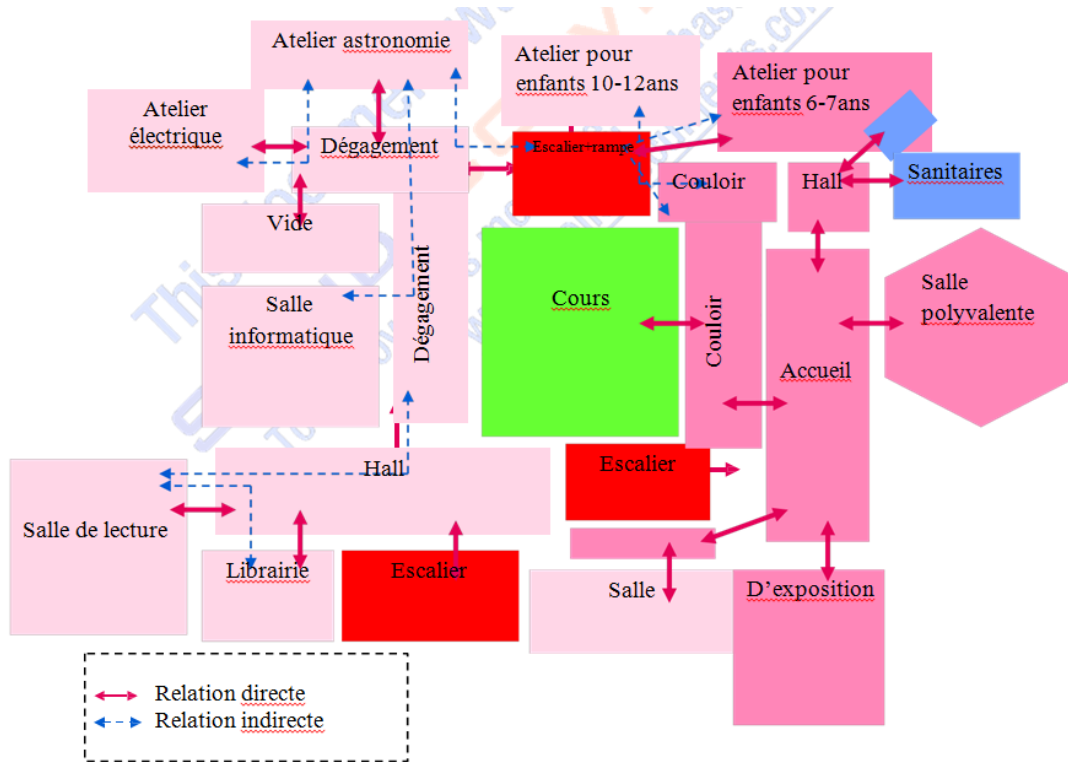 Atelier astronomie
Atelier pour
enfants 10-12ans
Atelier pour
enfants 6-7ans
Atelier
électrique
Dégagement
Escalier+rampe
Couloir
Hall
Sanitaires
Vide
Dégagement
Salle
informatique
Cours
Couloir
Salle
polyvalente
Accueil
Hall
Escalier
Salle de lecture
Librairie
Escalier
Salle
D’exposition
Relation directe
Relation indirecte